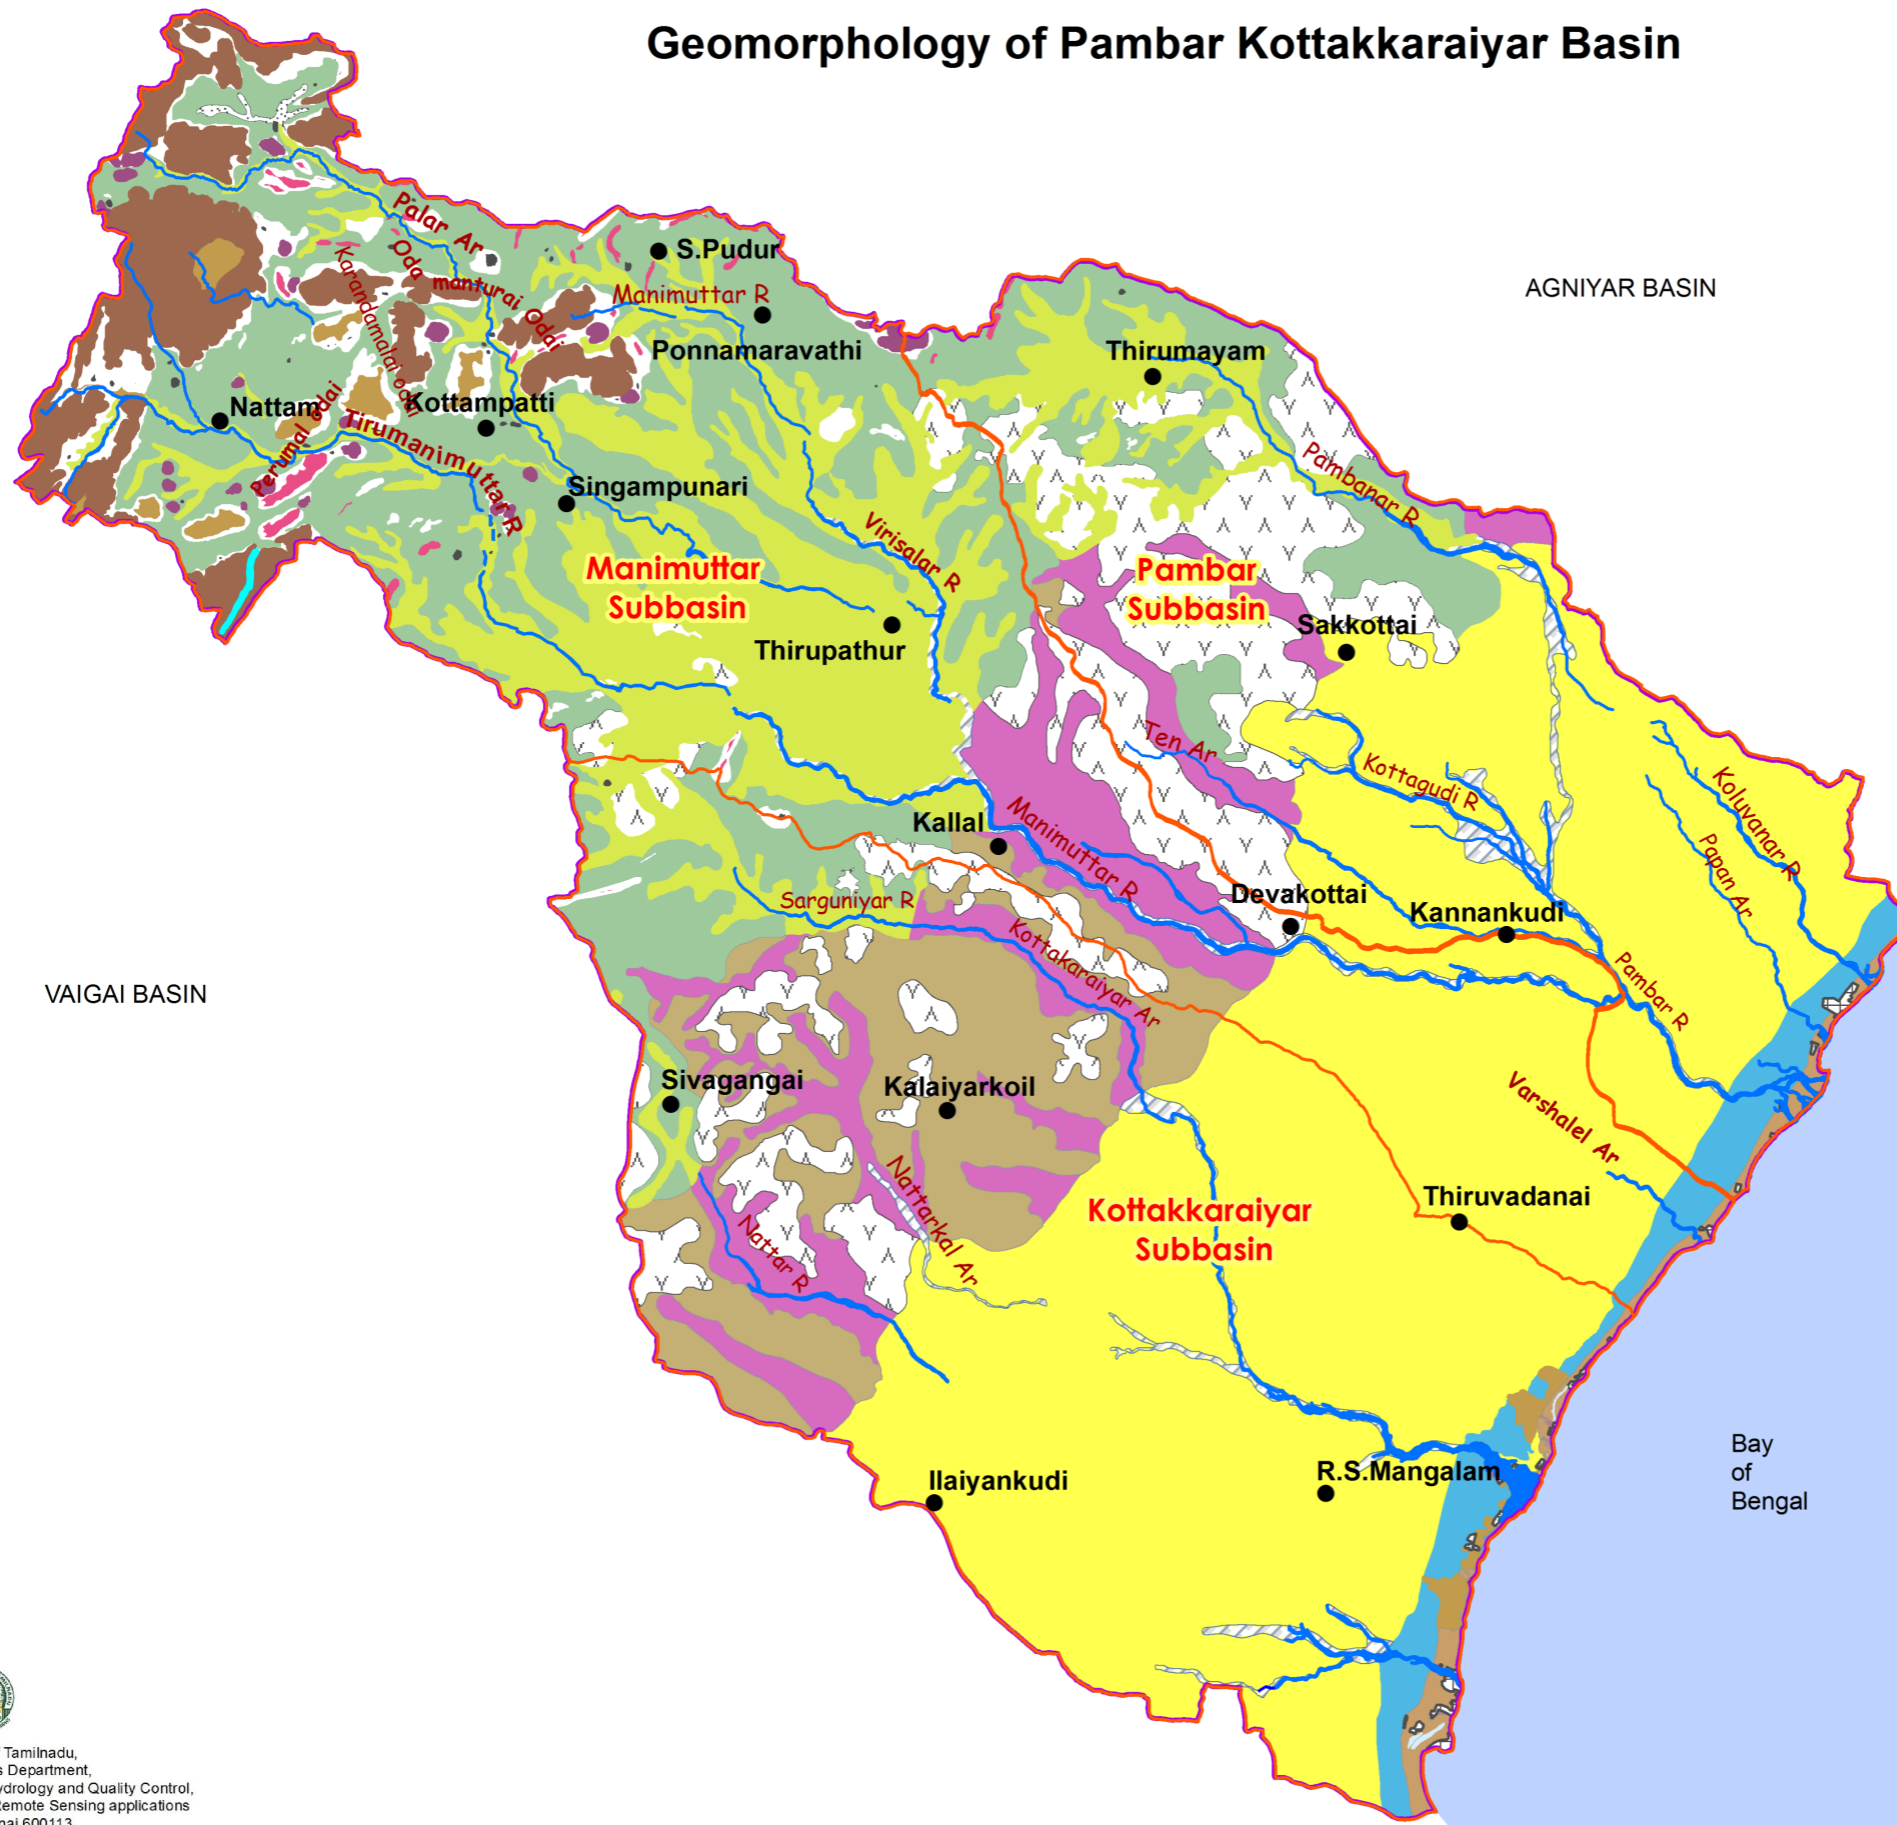 Geomorphology of Pambar Kottakkaraiyar Basin
AGNIYAR BASIN
Palar Ar
S.Pudur
Oda
manturai Odai
Karandamalai odai
Manimuttar R
Ponnamaravathi
Thirumayam
Nattam
Kottampatti
Perumal odai
Tirumanimuttar R
Singampunari
Pambanar R
Virisalar R
Manimuttar
Subbasin
Pambar
Subbasin
Sakkottai
Thirupathur
Ten Ar
Kottagudi R
Koluvanar R
Papan Ar
Kallal
Manimuttar R
Devakottai
Kannankudi
Sarguniyar R
Kottakaraiyar Ar
Pambar R
VAIGAI BASIN
Sivagangai
Kalaiyarkoil
Varshalel Ar
Nattarkal Ar
Nattar R
Thiruvadanai
Kottakkaraiyar
Subbasin
Bay
of
Bengal
R.S.Mangalam
Ilaiyankudi
Tamilnadu,
s Department,
ydrology and Quality Control,
Remote Sensing applications
nai 600113